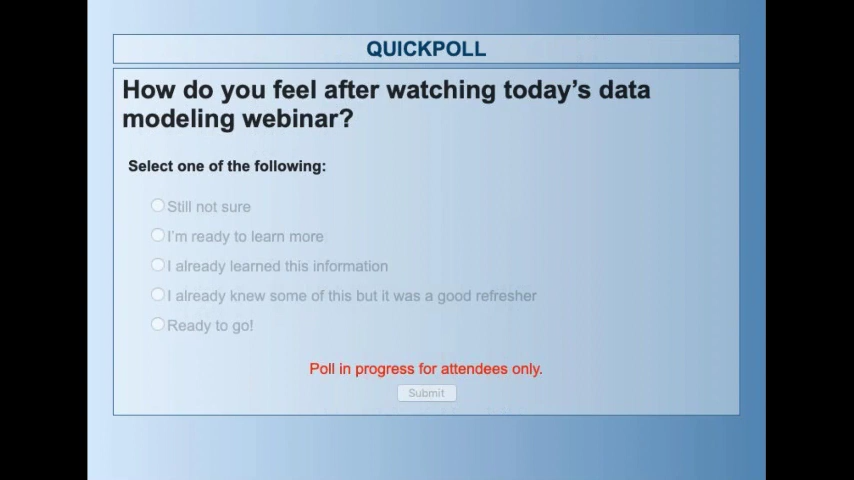 QUICKPOLL
How do you feel after watching today’s data
modeling webinar?
Select one of the following:
Still not sure
I’m ready to learn more
I already learned this information
I already knew some of this but it was a good refresher
Ready to go!
Poll in progress for attendees only.
Submit